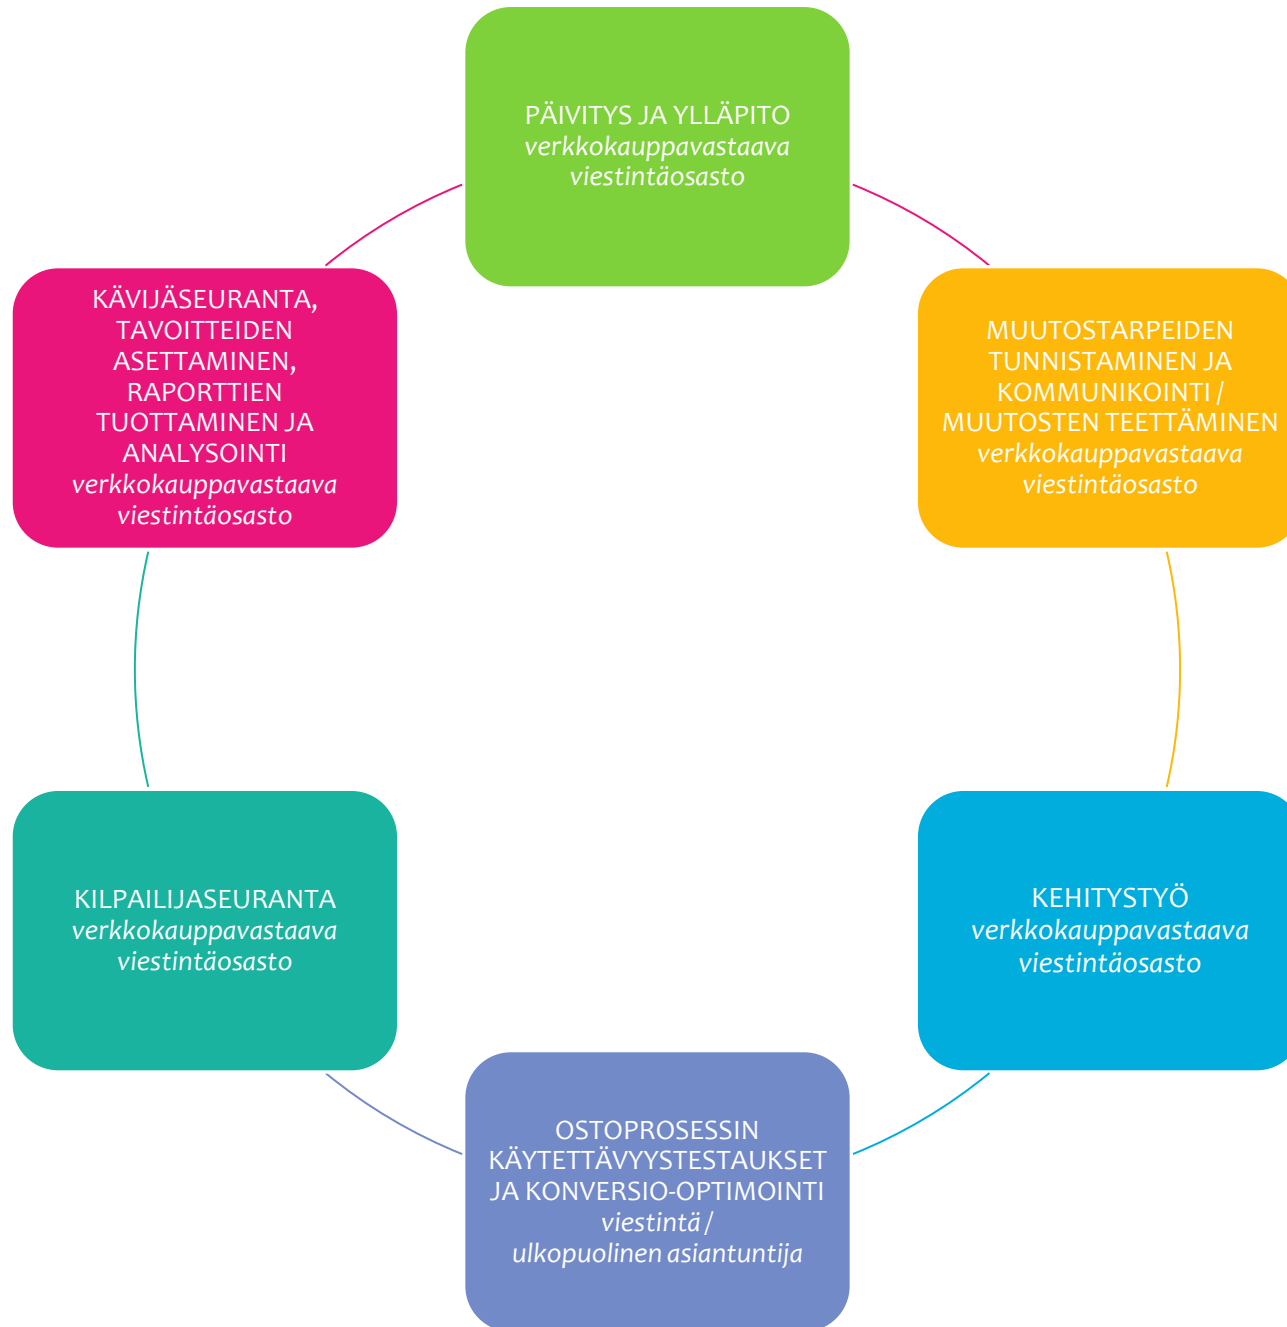 PÄIVITYS JA YLLÄPITO
verkkokauppavastaava
viestintäosasto
MUUTOSTARPEIDEN
TUNNISTAMINEN JA
KOMMUNIKOINTI /
MUUTOSTEN TEETTÄMINEN
verkkokauppavastaava
viestintäosasto
KEHITYSTYÖ
verkkokauppavastaava
viestintäosasto
OSTOPROSESSIN
KÄYTETTÄVYYSTESTAUKSET
JA KONVERSIO-OPTIMOINTI
viestintä /
ulkopuolinen asiantuntija
KILPAILIJASEURANTA
verkkokauppavastaava
viestintäosasto
KÄVIJÄSEURANTA,
TAVOITTEIDEN
ASETTAMINEN,
RAPORTTIEN
TUOTTAMINEN JA
ANALYSOINTI
verkkokauppavastaava
viestintäosasto